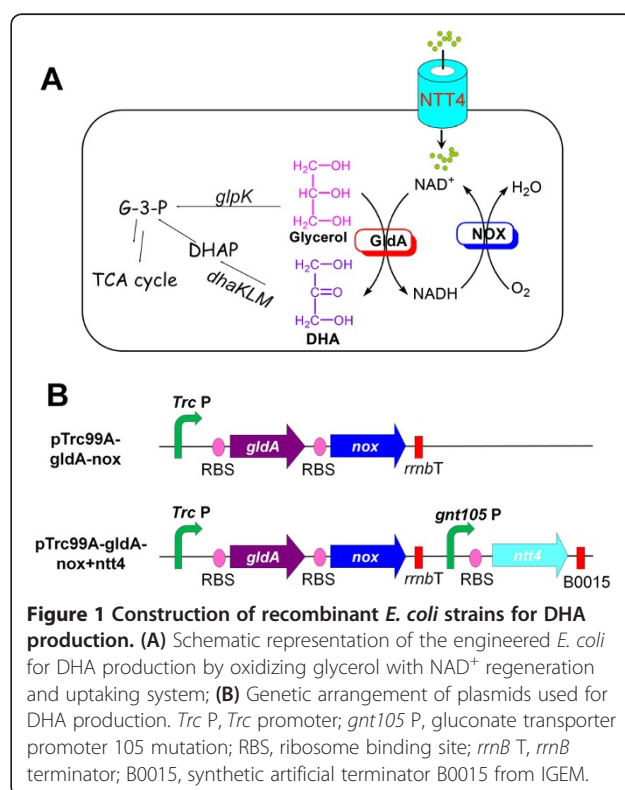 A
NTT4
H₂C—OH
HC—OH
H₂C—OH
Glycerol
glpK
G-3-P
NAD⁺
H₂O
GldA
NOX
DHAP
dhaKLM
TCA cycle
H₂C—OH
C=O
H₂C—OH
DHA
NADH
O₂
B
Trc P
pTrc99A-
gldA-nox
gldA
nox
RBS
RBS
rrnbT
Trc P
gnt105 P
pTrc99A-gldA-
nox+ntt4
gldA
nox
ntt4
RBS
RBS
rrnbT
RBS
B0015
Figure 1 Construction of recombinant E. coli strains for DHA
production. (A) Schematic representation of the engineered E. coli
for DHA production by oxidizing glycerol with NAD⁺ regeneration
and uptaking system; (B) Genetic arrangement of plasmids used for
DHA production. Trc P, Trc promoter; gnt105 P, gluconate transporter
promoter 105 mutation; RBS, ribosome binding site; rrnB T, rrnB
terminator; B0015, synthetic artificial terminator B0015 from IGEM.